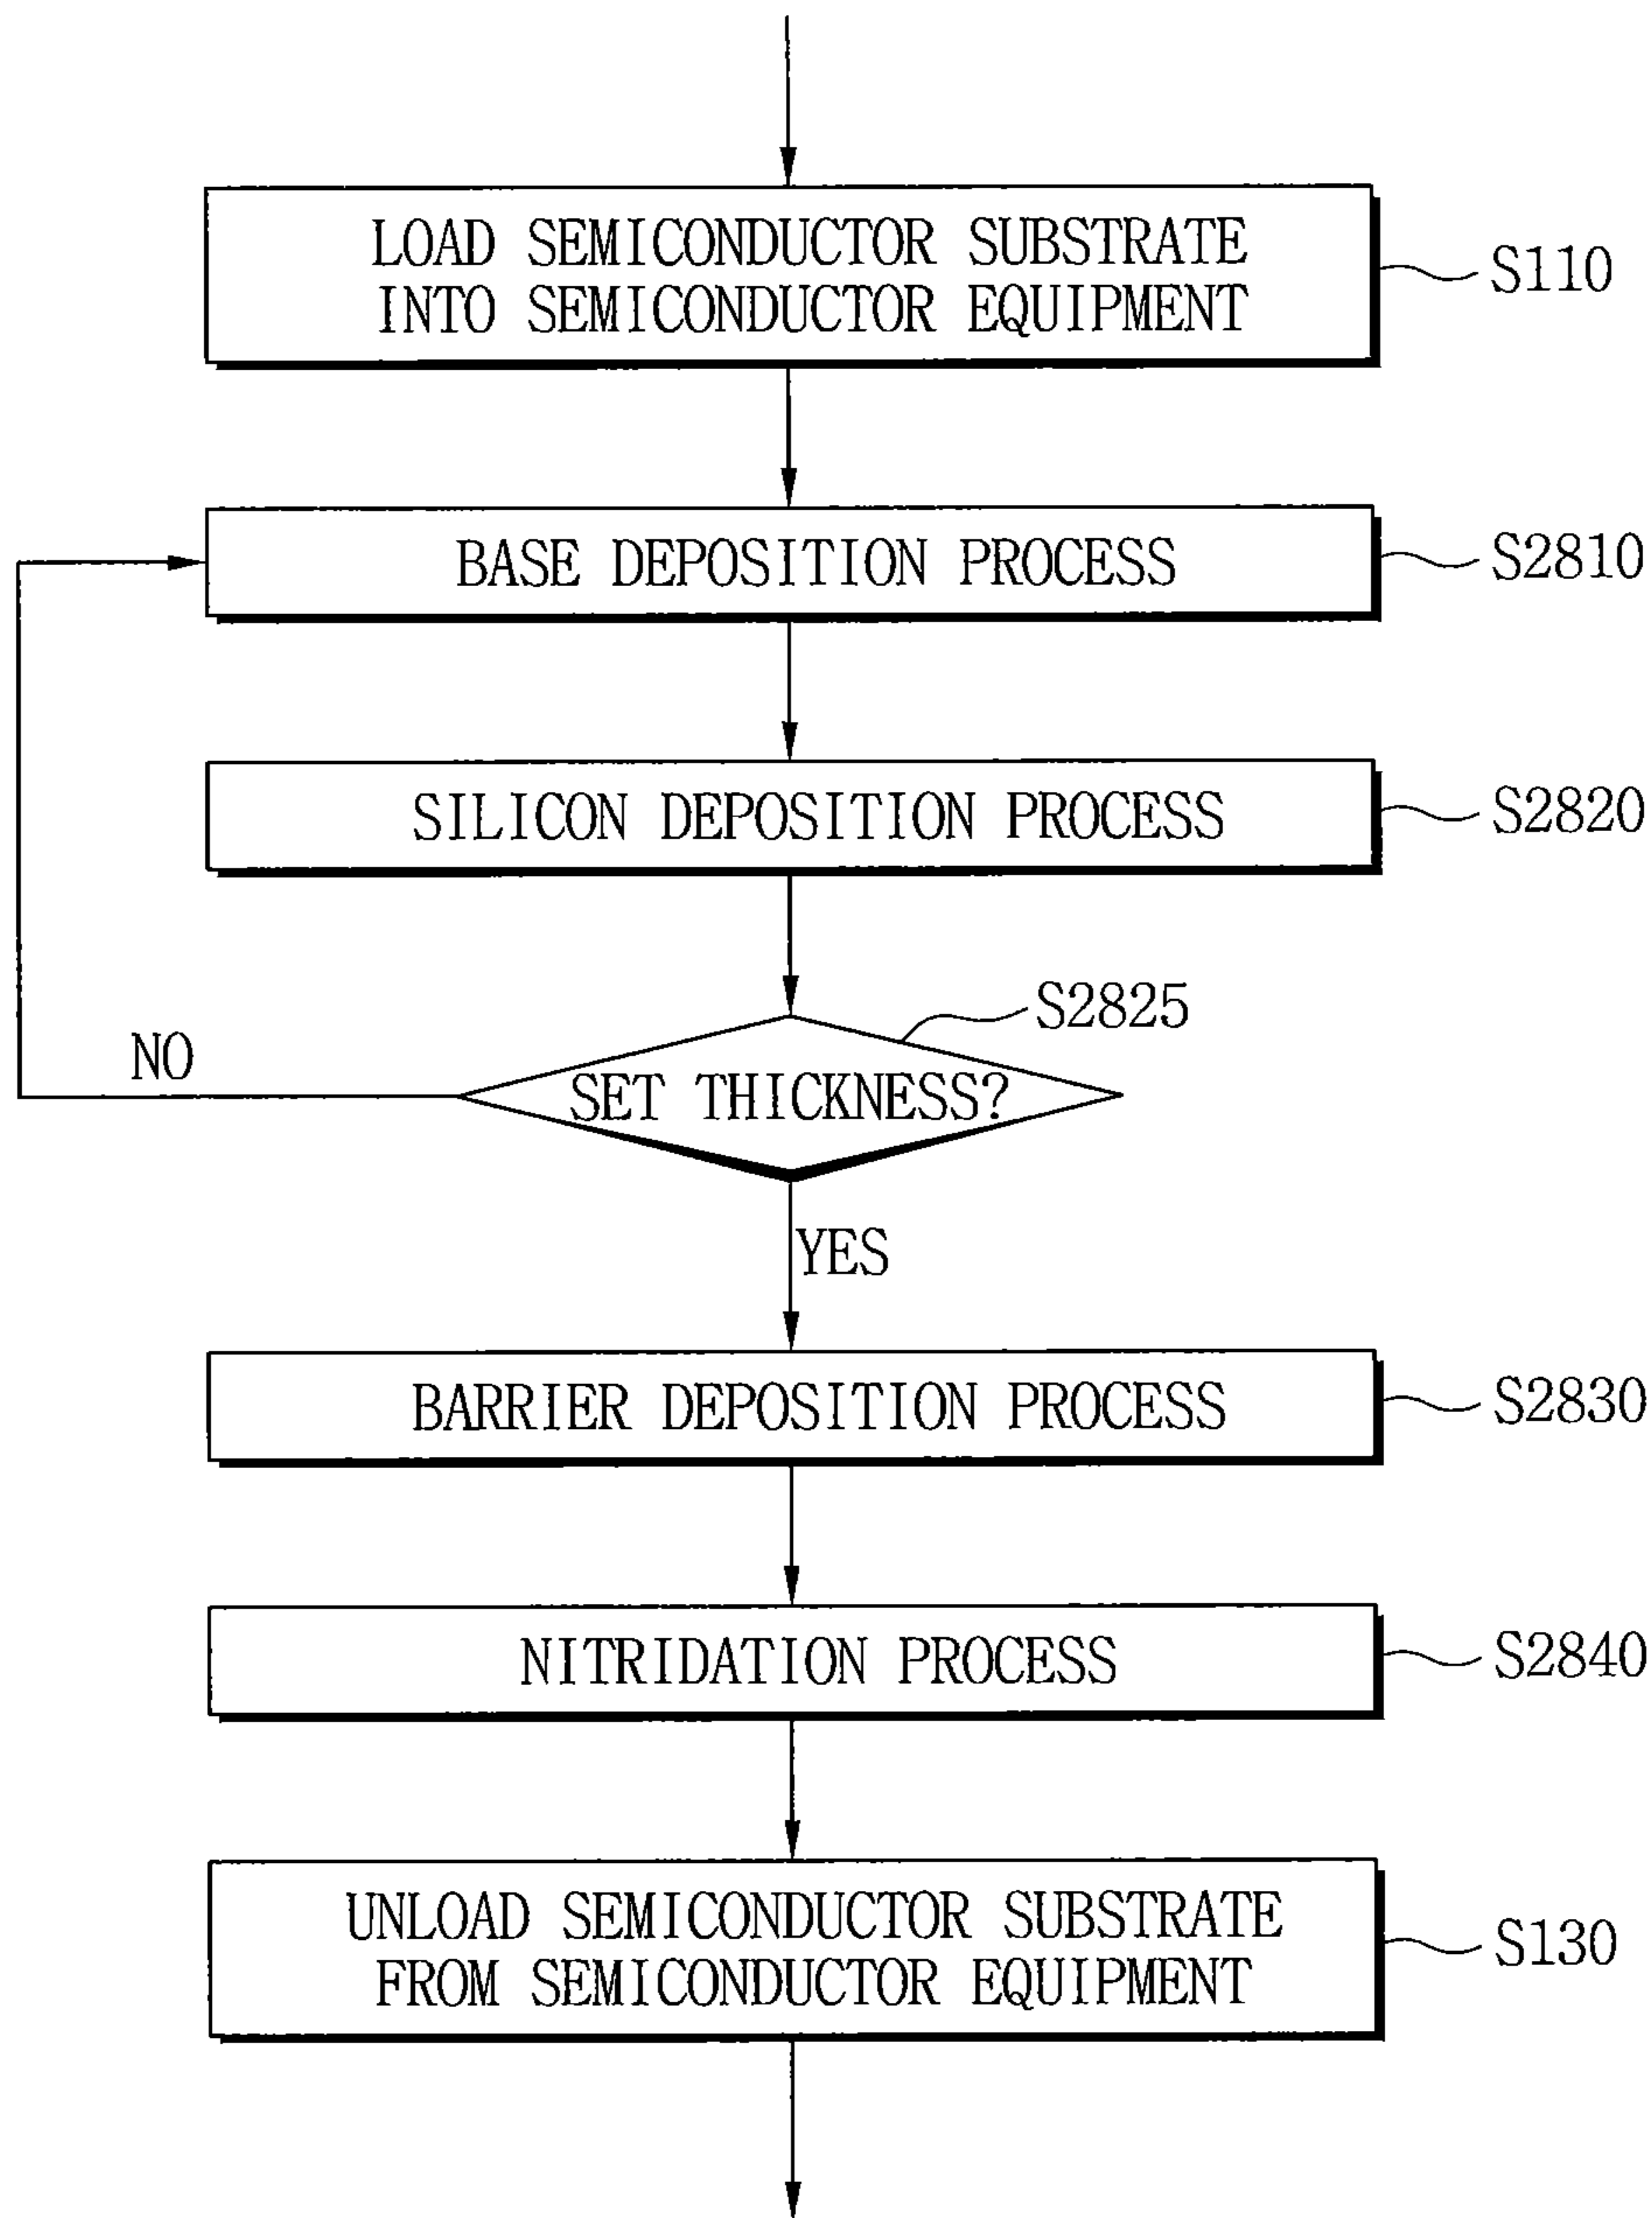 LOAD SEMICONDUCTOR SUBSTRATE
INTO SEMICONDUCTOR EQUIPMENT
S110
BASE DEPOSITION PROCESS
S2810
SILICON DEPOSITION PROCESS
S2820
S2825
NO
SET THICKNESS?
YES
BARRIER DEPOSITION PROCESS
S2830
NITRIDATION PROCESS
S2840
UNLOAD SEMICONDUCTOR SUBSTRATE
FROM SEMICONDUCTOR EQUIPMENT
S130